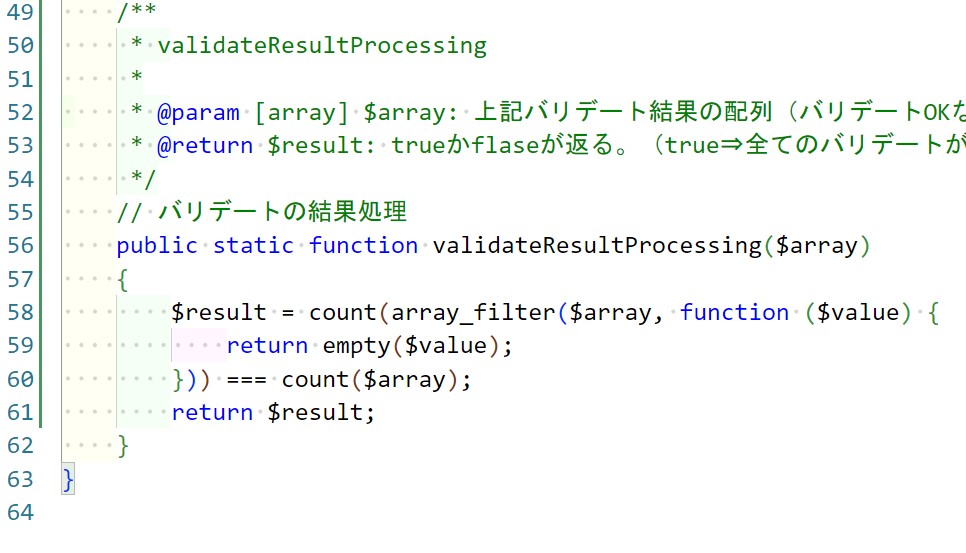 49 /**
50 * validateResultProcessing
51 *
52 * @param [array] $array: 上記バリデート結果の配列（バリデートOKな
53 * @return $result: trueかflaseが返る。（true⇒全てのバリデートが
54 */
55 // バリデートの結果処理
56 public static function validateResultProcessing($array)
57 {
58 $result = count(array_filter($array, function ($value) {
59 return empty($value);
60 })) === count($array);
61 return $result;
62 }
63 }
64